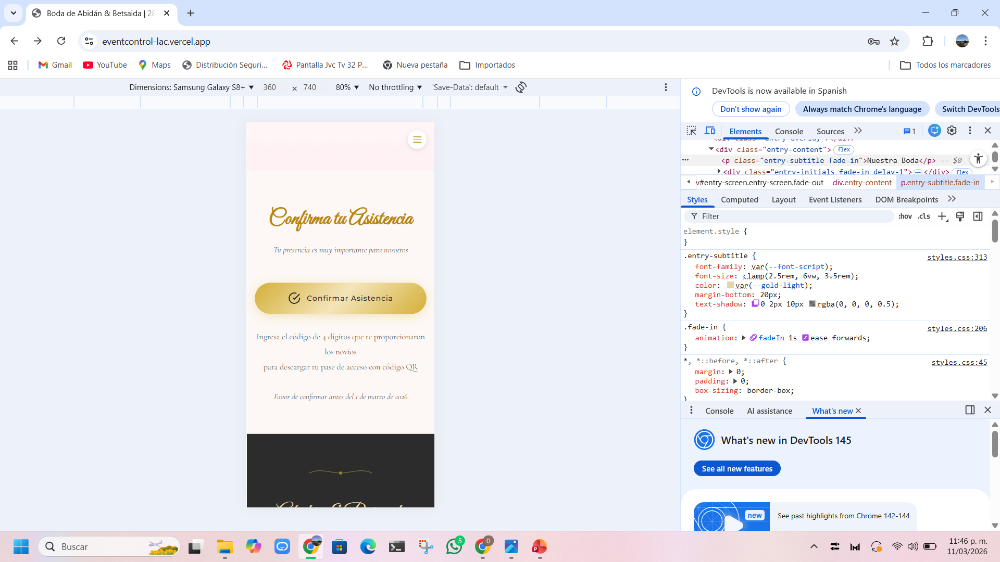 Boda de Abidán & Betsaida | 28
eventcontrol-lac.vercel.app
Gmail
YouTube
Maps
Distribución Seguri...
Pantalla Jvc Tv 32 P...
Nueva pestaña
Importados
Todos los marcadores
Dimensions: Samsung Galaxy S8+ 360 × 740 80% No throttling 'Save-Data': default
Confirma tu Asistencia
Tu presencia es muy importante para nosotros
Confirmar Asistencia
Ingresa el código de 4 dígitos que te proporcionaron
los novios
para descargar tu pase de acceso con código QR
Favor de confirmar antes del 1 de marzo de 2026
DevTools is now available in Spanish
Don't show again
Always match Chrome's language
Switch DevTools
Elements
Console
Sources
1
<div class="entry-overlay"></div>
<div class="entry-content"> flex
<p class="entry-subtitle fade-in">Nuestra Boda</p> == $0
<div class="entry-initials fade-in delay-1"> ... </div> flex
v#entry-screen.entry-screen.fade-out div.entry-content p.entry-subtitle.fade-in
Styles
Computed
Layout
Event Listeners
DOM Breakpoints
Filter
:hov .cls
element.style {
}
.entry-subtitle { styles.css:313
font-family: var(--font-script);
font-size: clamp(2.5rem, 6vw, 3.5rem);
color: var(--gold-light);
margin-bottom: 20px;
text-shadow: 0 2px 10px rgba(0, 0, 0, 0.5);
}
.fade-in { styles.css:206
animation: fadeIn 1s ease forwards;
}
*, *::before, *::after { styles.css:45
margin: 0;
padding: 0;
box-sizing: border-box;
}
Console
AI assistance
What's new
What's new in DevTools 145
See all new features
new
See past highlights from Chrome 142-144
Buscar
5
D
11:46 p. m.
11/03/2026